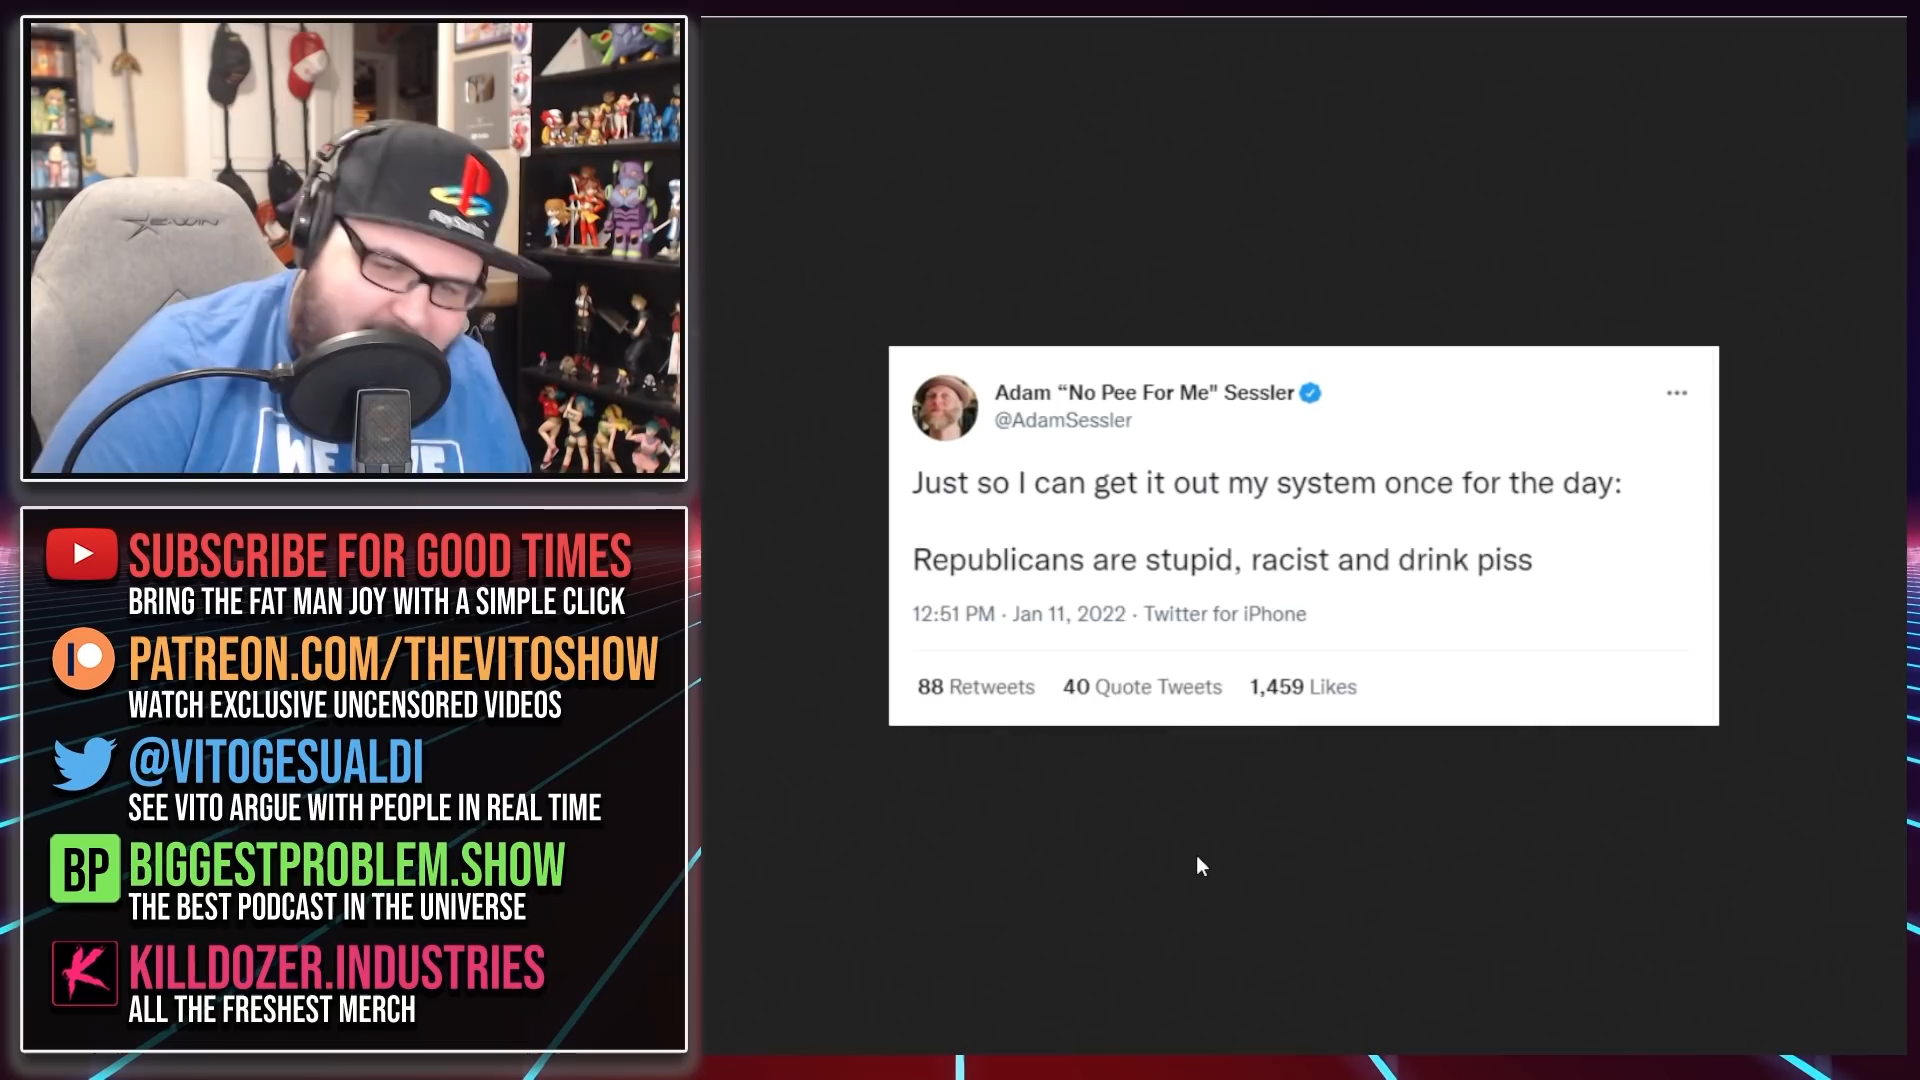 E-WIN
PlayStation
WE
SUBSCRIBE FOR GOOD TIMES
BRING THE FAT MAN JOY WITH A SIMPLE CLICK
PATREON.COM/THEVITOSHOW
WATCH EXCLUSIVE UNCENSORED VIDEOS
@VITOGESUALDI
SEE VITO ARGUE WITH PEOPLE IN REAL TIME
BP
BIGGESTPROBLEM.SHOW
THE BEST PODCAST IN THE UNIVERSE
K
KILLDOZER.INDUSTRIES
ALL THE FRESHEST MERCH
Adam “No Pee For Me" Sessler
@AdamSessler
Just so I can get it out my system once for the day:
Republicans are stupid, racist and drink piss
12:51 PM · Jan 11, 2022 · Twitter for iPhone
88 Retweets 40 Quote Tweets 1,459 Likes